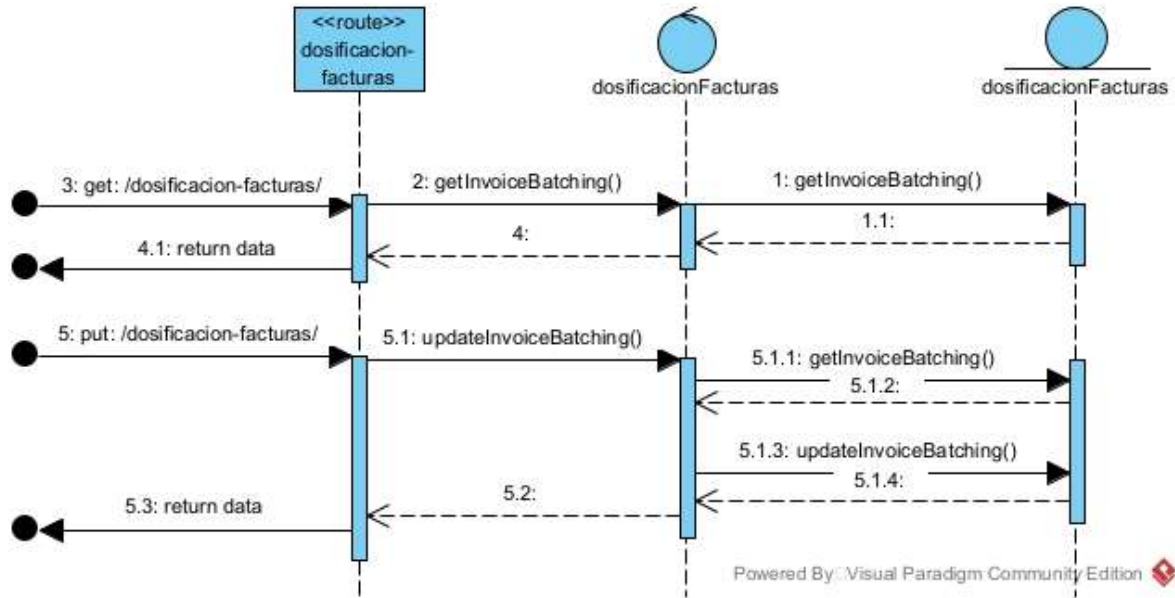 <<route>>
dosificacion-
facturas
dosificacionFacturas
dosificacionFacturas
3: get: /dosificacion-facturas/
2: getInvoiceBatching()
1: getInvoiceBatching()
4:
1.1:
4.1: return data
5: put: /dosificacion-facturas/
5.1: updateInvoiceBatching()
5.1.1: getInvoiceBatching()
5.1.2:
5.1.3: updateInvoiceBatching()
5.1.4:
5.2:
5.3: return data
Powered By Visual Paradigm Community Edition